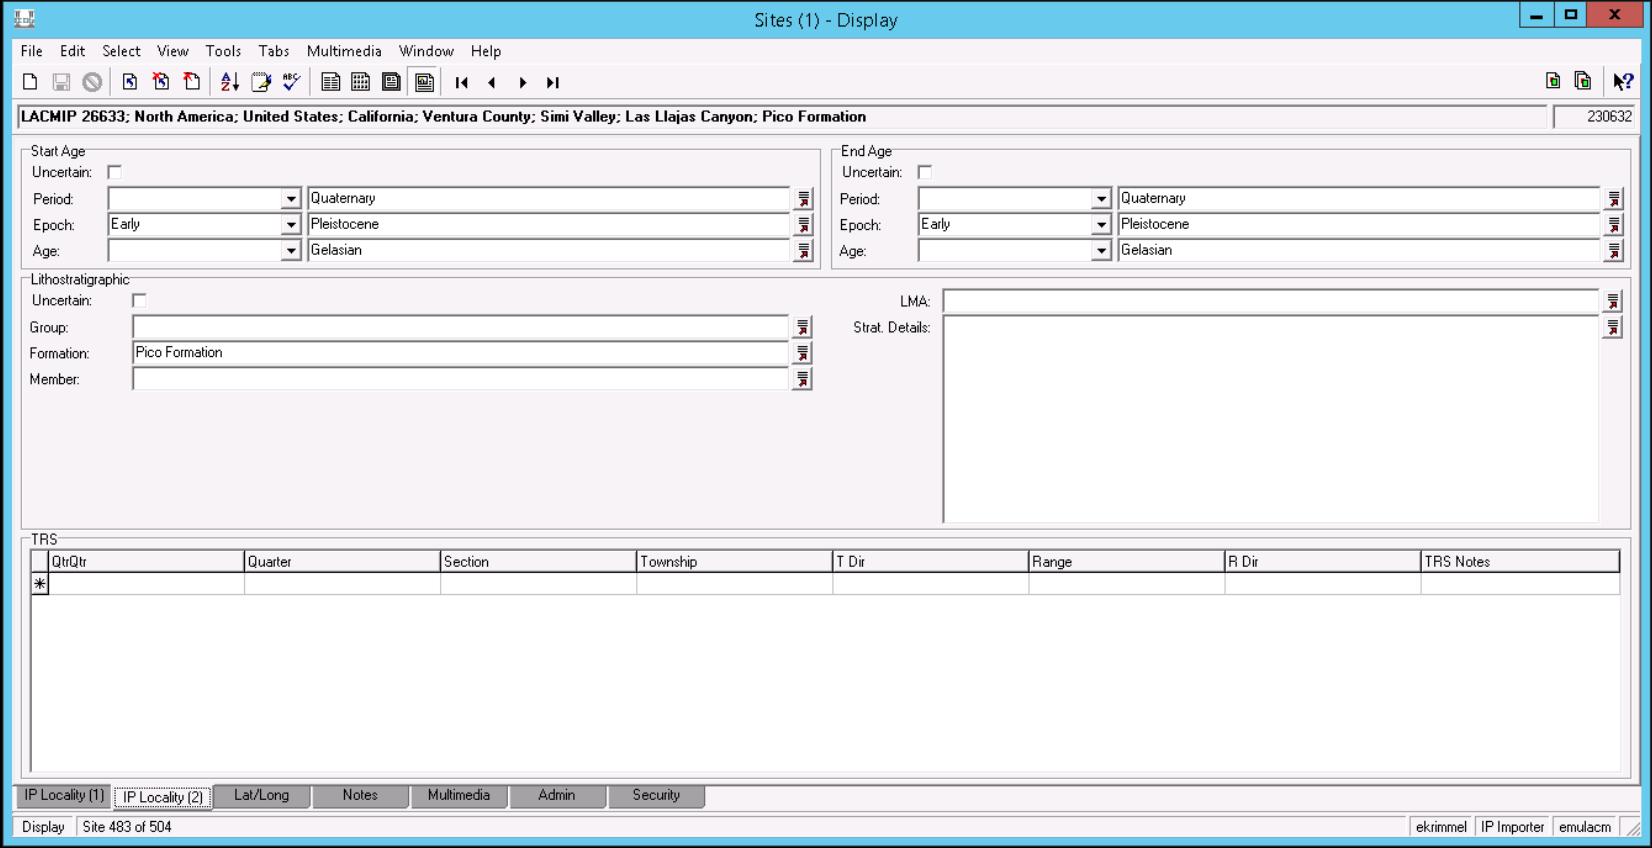 Sites (1) - Display
File Edit Select View Tools Tabs Multimedia Window Help
LACMIP 26633; North America; United States; California; Ventura County; Simi Valley; Las Llajas Canyon; Pico Formation 230632
Start Age
Uncertain:
Period: Quaternary
Epoch: Early Pleistocene
Age: Gelasian
End Age
Uncertain:
Period: Quaternary
Epoch: Early Pleistocene
Age: Gelasian
Lithostratigraphic
Uncertain:
Group:
Formation: Pico Formation
Member:
LMA:
Strat. Details:
TRS
QtrQtr Quarter Section Township T Dir Range R Dir TRS Notes
IP Locality (1) IP Locality (2) Lat/Long Notes Multimedia Admin Security
Display Site 483 of 504 ekrimmel IP Importer emulacm